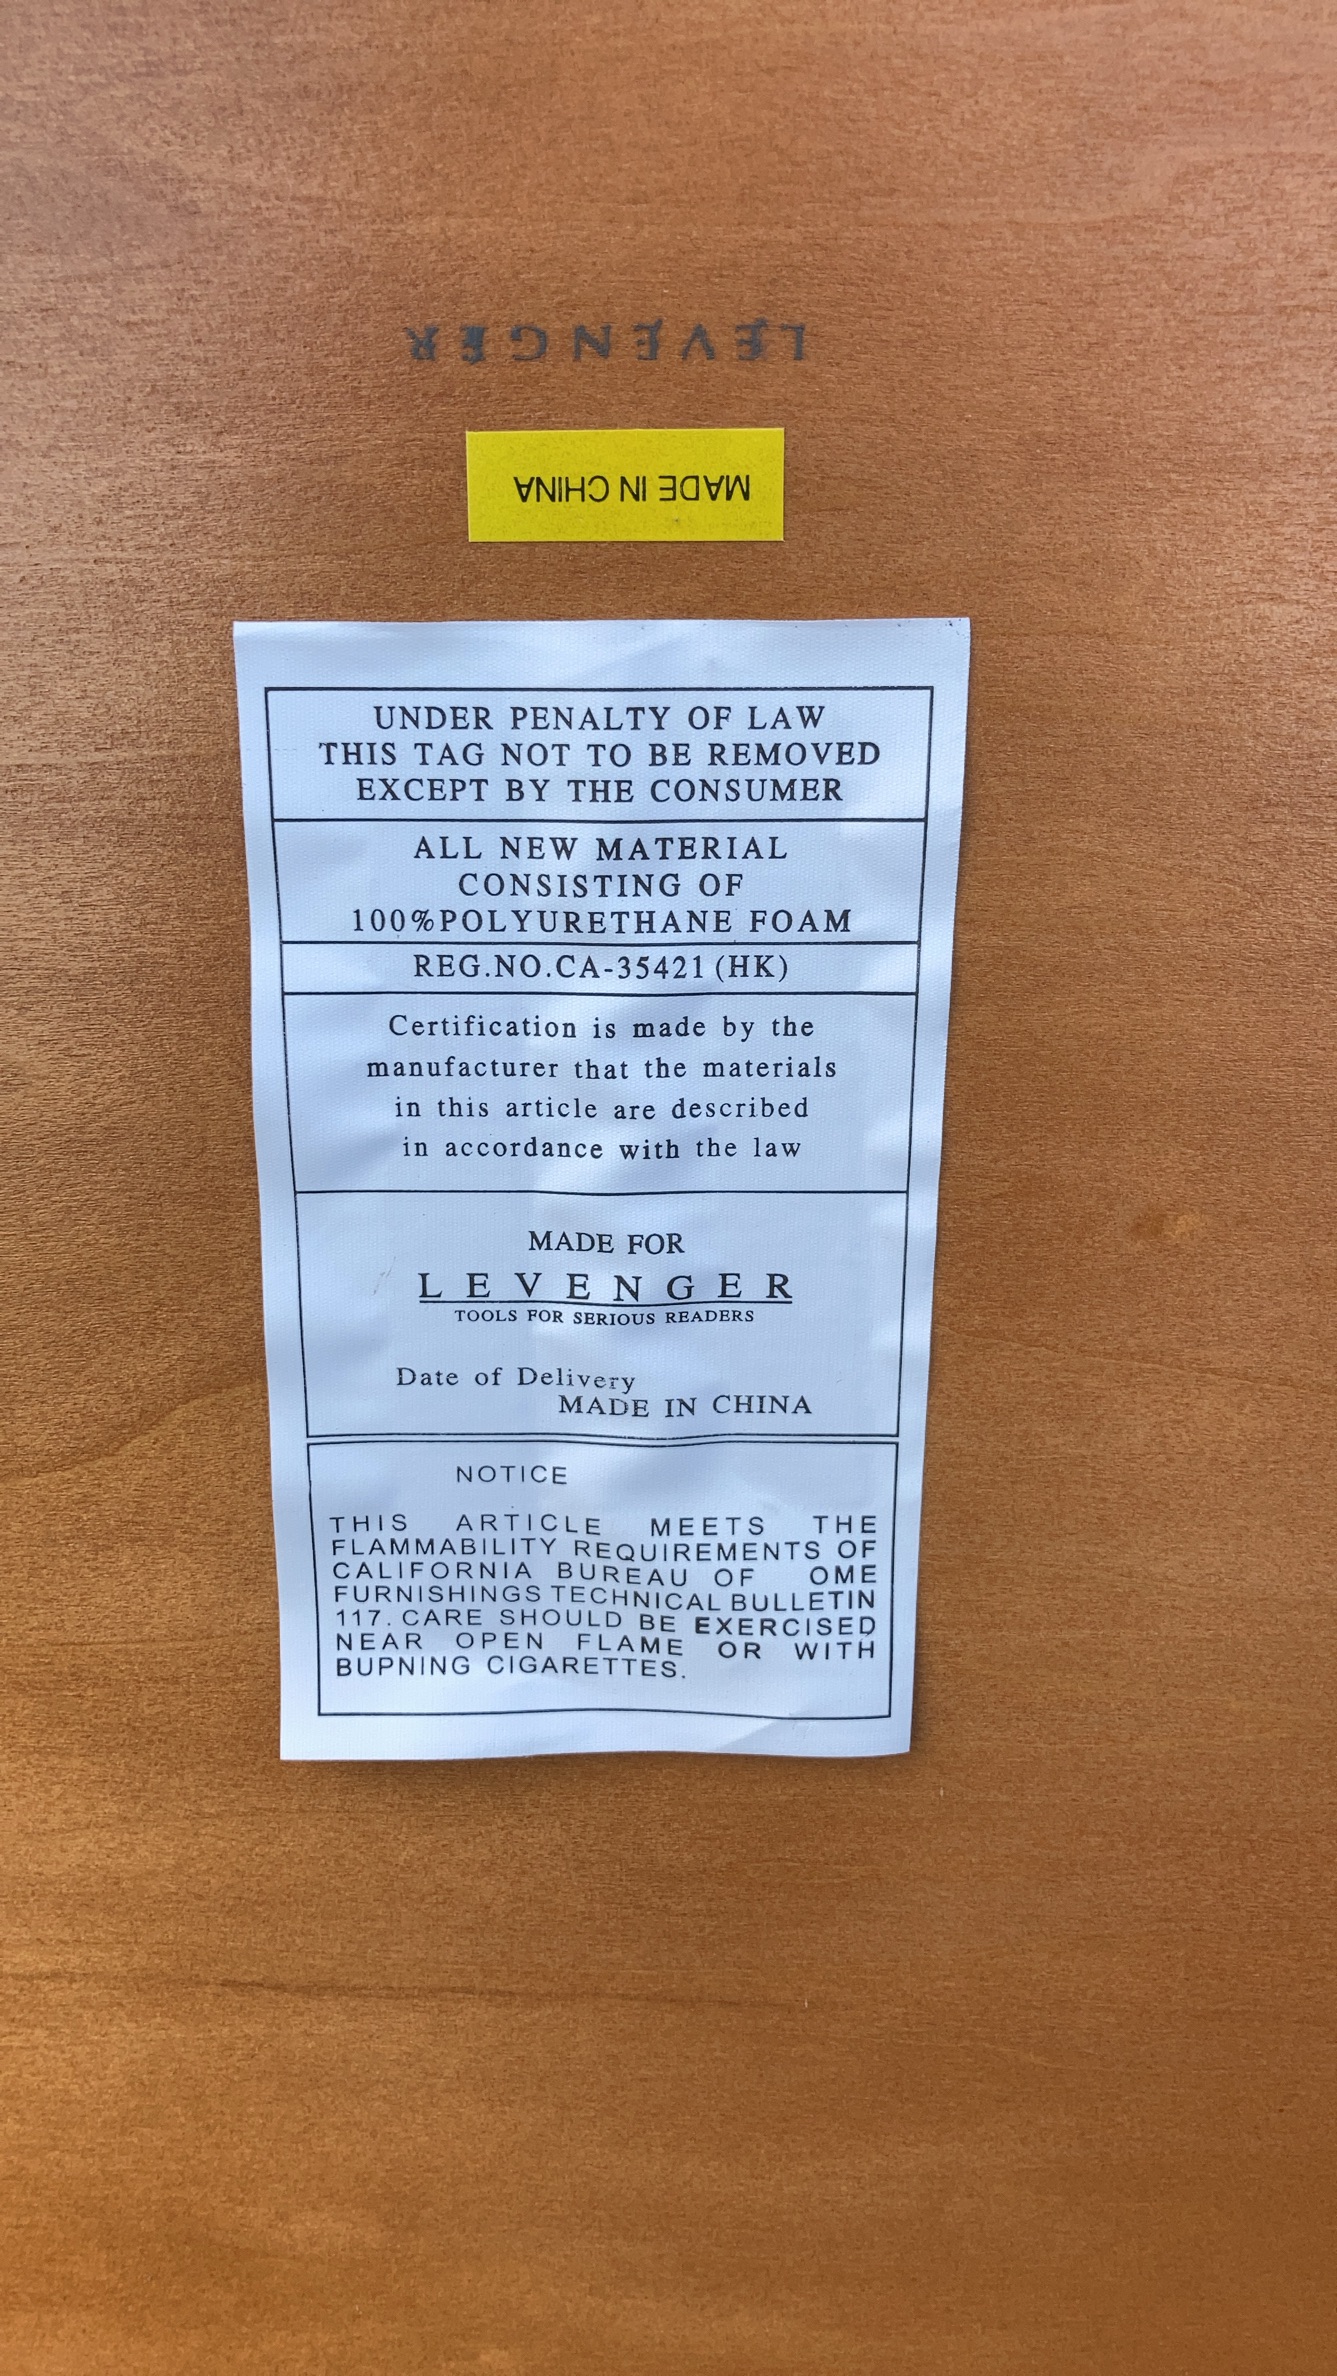 LEVENGER
MADE IN CHINA
UNDER PENALTY OF LAW
THIS TAG NOT TO BE REMOVED
EXCEPT BY THE CONSUMER
ALL NEW MATERIAL
CONSISTING OF
100%POLYURETHANE FOAM
REG.NO.CA-35421(HK)
Certification is made by the
manufacturer that the materials
in this article are described
in accordance with the law
MADE FOR
LEVENGER
TOOLS FOR SERIOUS READERS
Date of Delivery
MADE IN CHINA
NOTICE
THIS ARTICLE MEETS THE
FLAMMABILITY REQUIREMENTS OF
CALIFORNIA BUREAU OF OME
FURNISHINGS TECHNICAL BULLETIN
117. CARE SHOULD BE EXERCISED
NEAR OPEN FLAME OR WITH
BUPNING CIGARETTES.